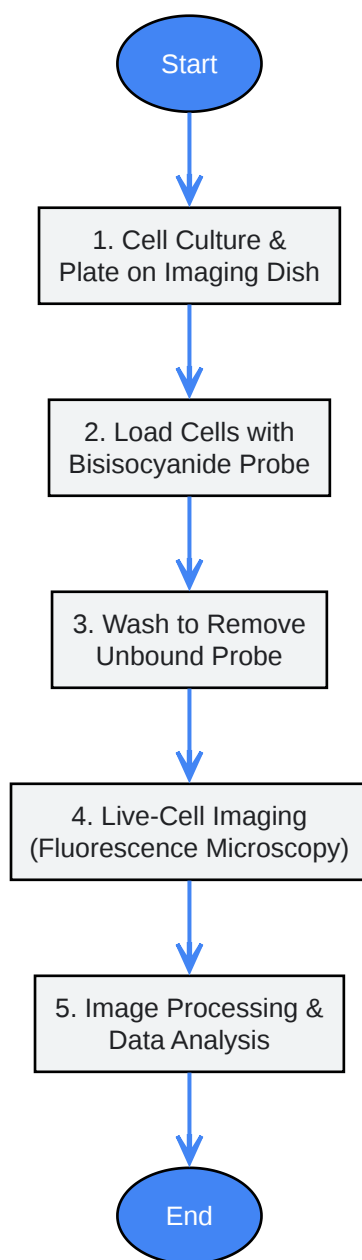 Start
1. Cell Culture &
Plate on Imaging Dish
2. Load Cells with
Bisisocyanide Probe
3. Wash to Remove
Unbound Probe
4. Live-Cell Imaging
(Fluorescence Microscopy)
5. Image Processing &
Data Analysis
End